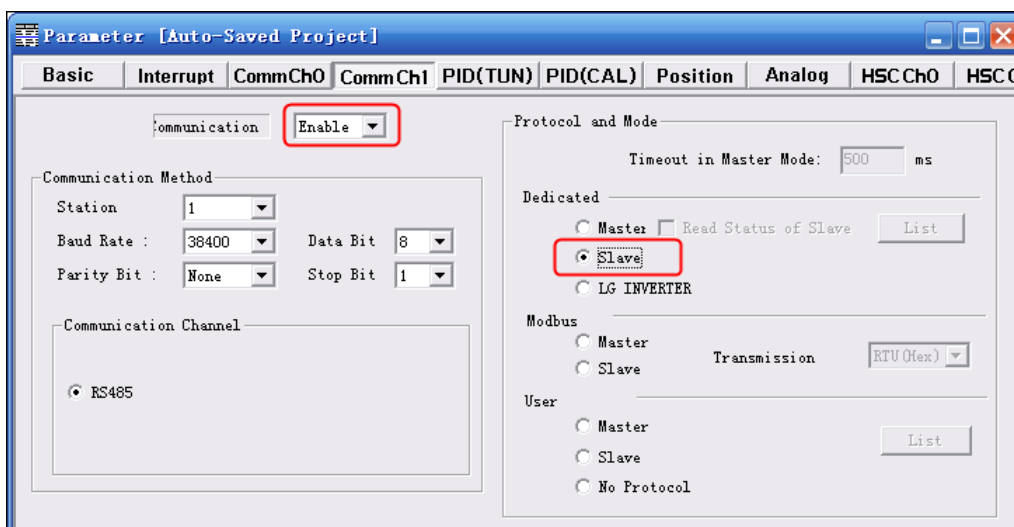 Parameter [Auto-Saved Project]
Basic Interrupt CommCh0 CommCh1 PID(TUN) PID(CAL) Position Analog HSCCh0 HSC
ommunication Enable
Communication Method
Station 1
Baud Rate : 38400 Data Bit 8
Parity Bit : None Stop Bit 1
Communication Channel
RS485
Protocol and Mode
Timeout in Master Mode: 500 ms
Dedicated
Master Read Status of Slave List
Slave
LG INVERTER
Modbus
Master
Transmission RTU(Hex)
Slave
User
Master
List
Slave
No Protocol